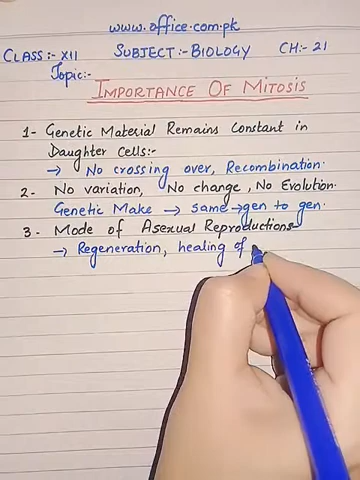 www.office.com.pk
CLASS:- XII SUBJECT:- BIOLOGY CH:- 21
Topic:-
IMPORTANCE OF MITOSIS
1- Genetic Material Remains Constant in
Daughter Cells:-
→ No crossing over, Recombination.
2- No variation, No change, No Evolution.
Genetic Make → same → gen to gen.
3- Mode of Asexual Reproductions
→ Regeneration, healing of